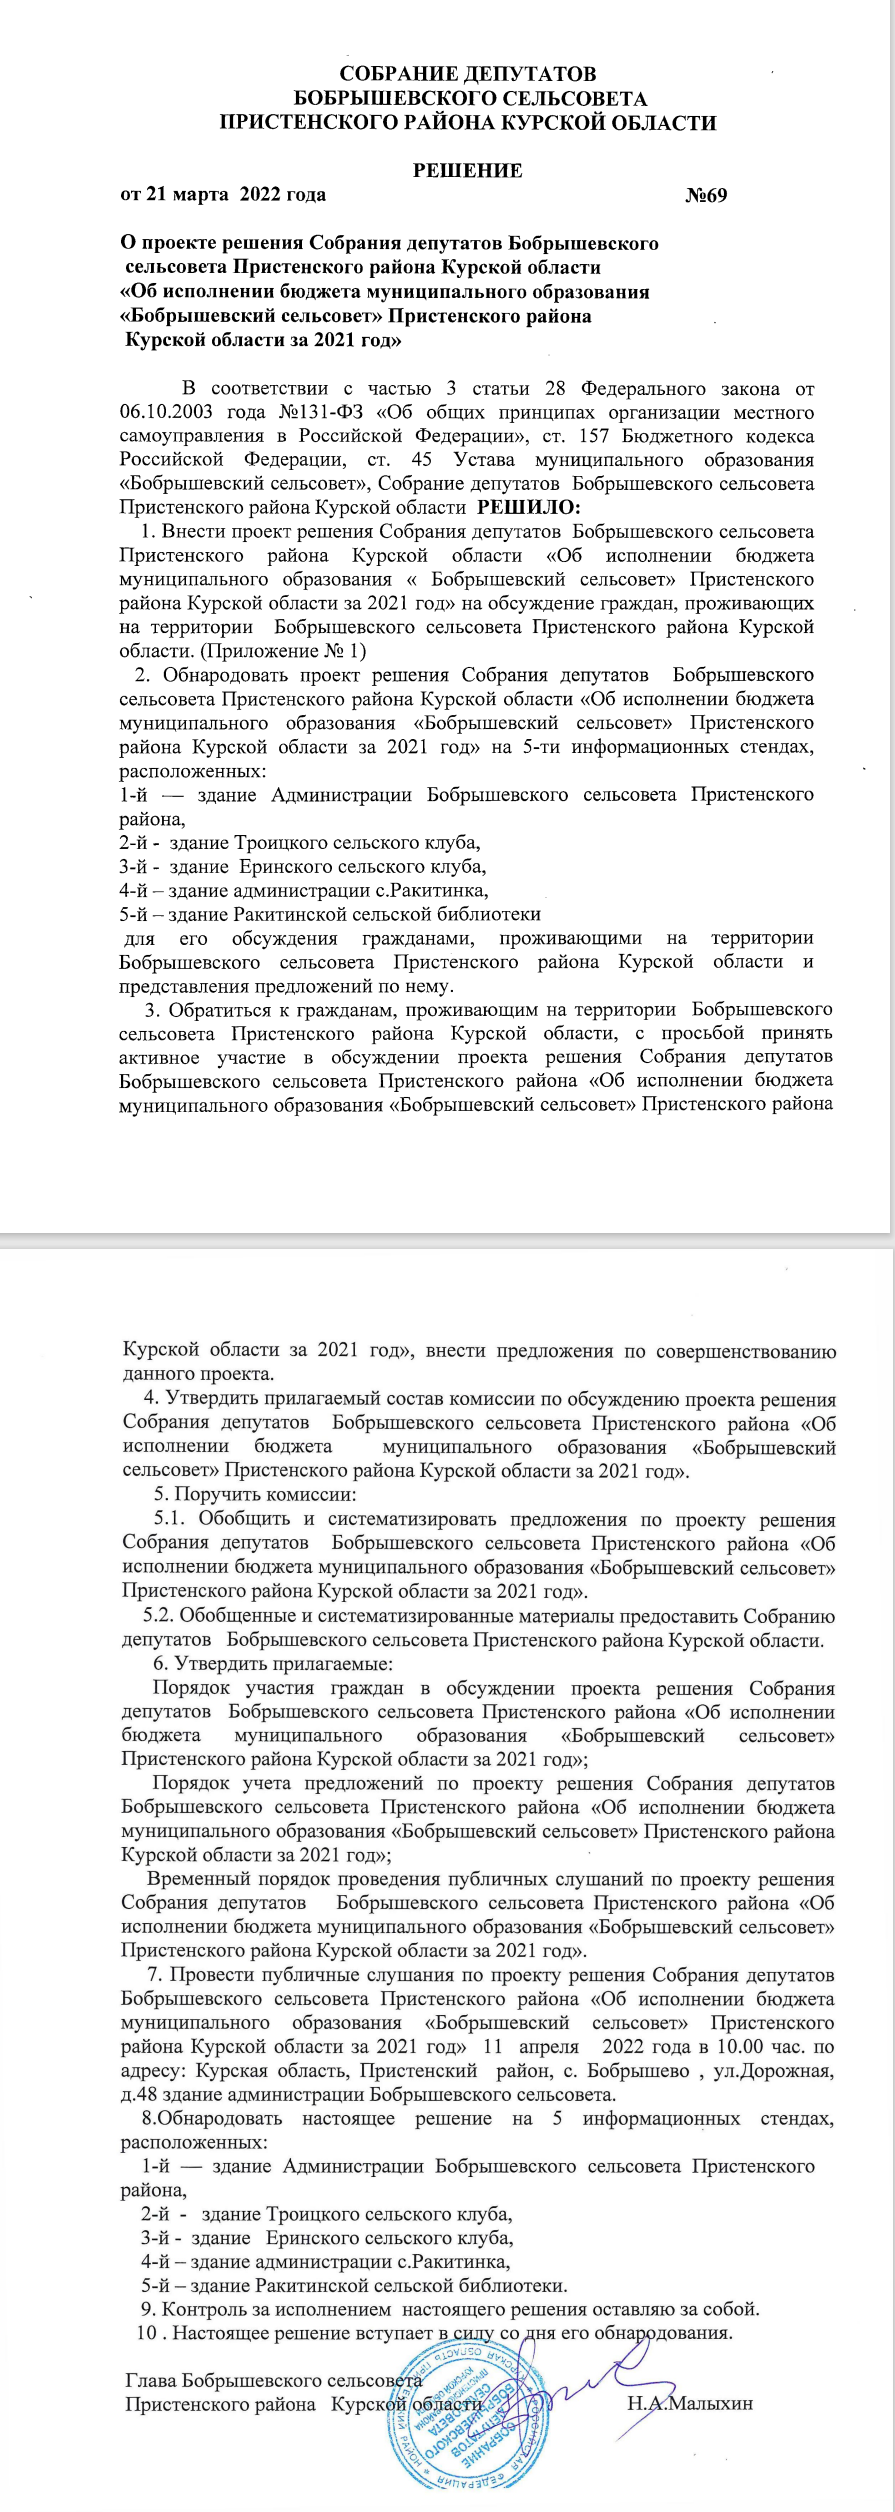 СОБРАНИЕ ДЕПУТАТОВ
БОБРЫШЕВСКОГО СЕЛЬСОВЕТА
ПРИСТЕНСКОГО РАЙОНА КУРСКОЙ ОБЛАСТИ
РЕШЕНИЕ
от 21 марта 2022 года №69
О проекте решения Собрания депутатов Бобрышевского
сельсовета Пристенского района Курской области
«Об исполнении бюджета муниципального образования
«Бобрышевский сельсовет» Пристенского района
Курской области за 2021 год»
В соответствии с частью 3 статьи 28 Федерального закона от
06.10.2003 года №131-ФЗ «Об общих принципах организации местного
самоуправления в Российской Федерации», ст. 157 Бюджетного кодекса
Российской Федерации, ст. 45 Устава муниципального образования
«Бобрышевский сельсовет», Собрание депутатов Бобрышевского сельсовета
Пристенского района Курской области РЕШИЛО:
1. Внести проект решения Собрания депутатов Бобрышевского сельсовета
Пристенского района Курской области «Об исполнении бюджета
муниципального образования « Бобрышевский сельсовет» Пристенского
района Курской области за 2021 год» на обсуждение граждан, проживающих
на территории Бобрышевского сельсовета Пристенского района Курской
области. (Приложение № 1)
2. Обнародовать проект решения Собрания депутатов Бобрышевского
сельсовета Пристенского района Курской области «Об исполнении бюджета
муниципального образования «Бобрышевский сельсовет» Пристенского
района Курской области за 2021 год» на 5-ти информационных стендах,
расположенных:
1-й — здание Администрации Бобрышевского сельсовета Пристенского
района,
2-й - здание Троицкого сельского клуба,
3-й - здание Еринского сельского клуба,
4-й – здание администрации с.Ракитинка,
5-й – здание Ракитинской сельской библиотеки
для его обсуждения гражданами, проживающими на территории
Бобрышевского сельсовета Пристенского района Курской области и
представления предложений по нему.
3. Обратиться к гражданам, проживающим на территории Бобрышевского
сельсовета Пристенского района Курской области, с просьбой принять
активное участие в обсуждении проекта решения Собрания депутатов
Бобрышевского сельсовета Пристенского района «Об исполнении бюджета
муниципального образования «Бобрышевский сельсовет» Пристенского района
Курской области за 2021 год», внести предложения по совершенствованию
данного проекта.
4. Утвердить прилагаемый состав комиссии по обсуждению проекта решения
Собрания депутатов Бобрышевского сельсовета Пристенского района «Об
исполнении бюджета муниципального образования «Бобрышевский
сельсовет» Пристенского района Курской области за 2021 год».
5. Поручить комиссии:
5.1. Обобщить и систематизировать предложения по проекту решения
Собрания депутатов Бобрышевского сельсовета Пристенского района «Об
исполнении бюджета муниципального образования «Бобрышевский сельсовет»
Пристенского района Курской области за 2021 год».
5.2. Обобщенные и систематизированные материалы предоставить Собранию
депутатов Бобрышевского сельсовета Пристенского района Курской области.
6. Утвердить прилагаемые:
Порядок участия граждан в обсуждении проекта решения Собрания
депутатов Бобрышевского сельсовета Пристенского района «Об исполнении
бюджета муниципального образования «Бобрышевский сельсовет»
Пристенского района Курской области за 2021 год»;
Порядок учета предложений по проекту решения Собрания депутатов
Бобрышевского сельсовета Пристенского района «Об исполнении бюджета
муниципального образования «Бобрышевский сельсовет» Пристенского района
Курской области за 2021 год»;
Временный порядок проведения публичных слушаний по проекту решения
Собрания депутатов Бобрышевского сельсовета Пристенского района «Об
исполнении бюджета муниципального образования «Бобрышевский сельсовет»
Пристенского района Курской области за 2021 год».
7. Провести публичные слушания по проекту решения Собрания депутатов
Бобрышевского сельсовета Пристенского района «Об исполнении бюджета
муниципального образования «Бобрышевский сельсовет» Пристенского
района Курской области за 2021 год» 11 апреля 2022 года в 10.00 час. по
адресу: Курская область, Пристенский район, с. Бобрышево , ул.Дорожная,
д.48 здание администрации Бобрышевского сельсовета.
8.Обнародовать настоящее решение на 5 информационных стендах,
расположенных:
1-й — здание Администрации Бобрышевского сельсовета Пристенского
района,
2-й - здание Троицкого сельского клуба,
3-й - здание Еринского сельского клуба,
4-й – здание администрации с.Ракитинка,
5-й – здание Ракитинской сельской библиотеки.
9. Контроль за исполнением настоящего решения оставляю за собой.
10 . Настоящее решение вступает в силу со дня его обнародования.
Глава Бобрышевского сельсовета
Пристенского района Курской области Н.А.Малыхин
СОБРАНИЕ
ДЕПУТАТОВ
БОБРЫШЕВСКОГО
СЕЛЬСОВЕТА
ПРИСТЕНСКОГО РАЙОНА
КУРСКОЙ ОБЛАСТИ